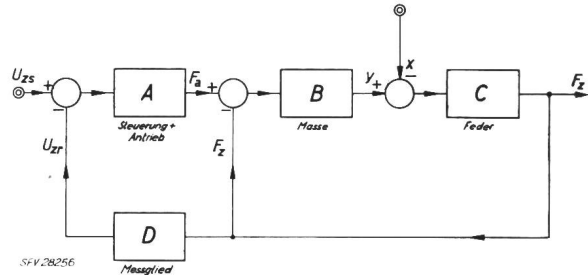 U_zs
+
−
A
Steuerung+
Antrieb
F_a
+
−
B
Masse
y
+
x
−
C
Feder
F_z
U_zr
F_z
D
Messglied
SEV 28256